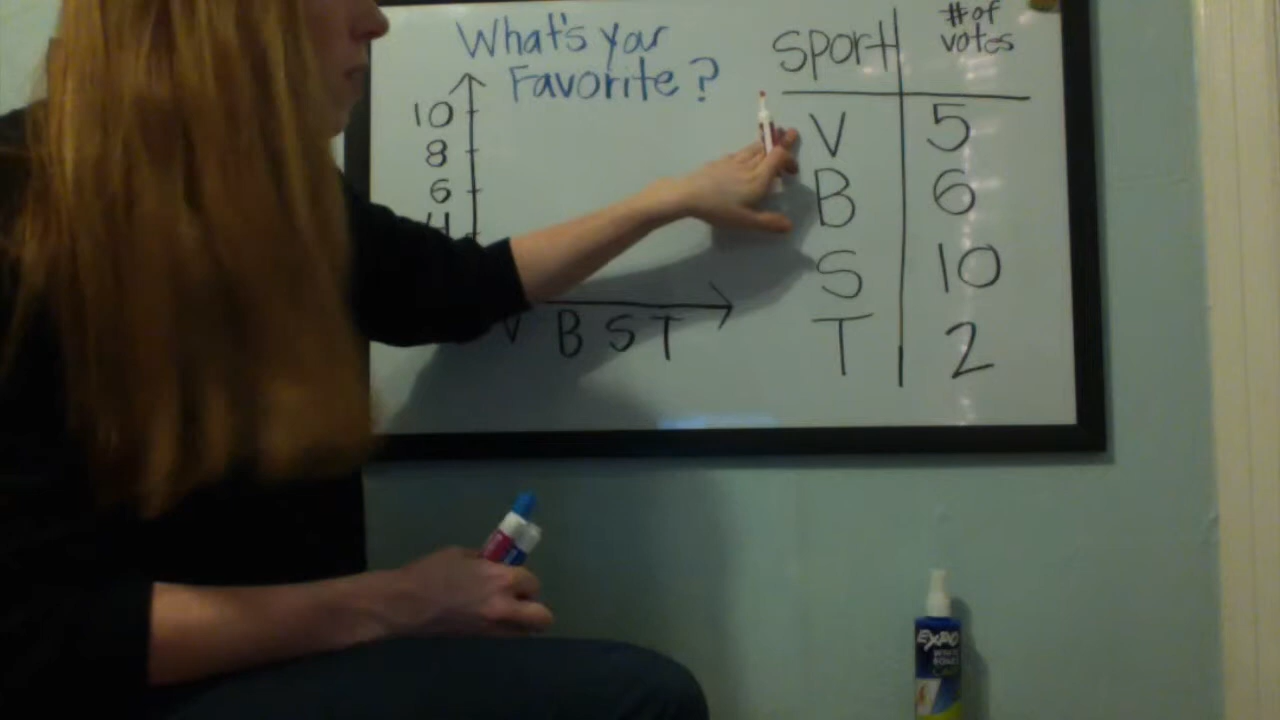 What's your
Favorite?
10
8
6
4
V B S T
Sport # of votes
V 5
B 6
S 10
T 2
EXPO